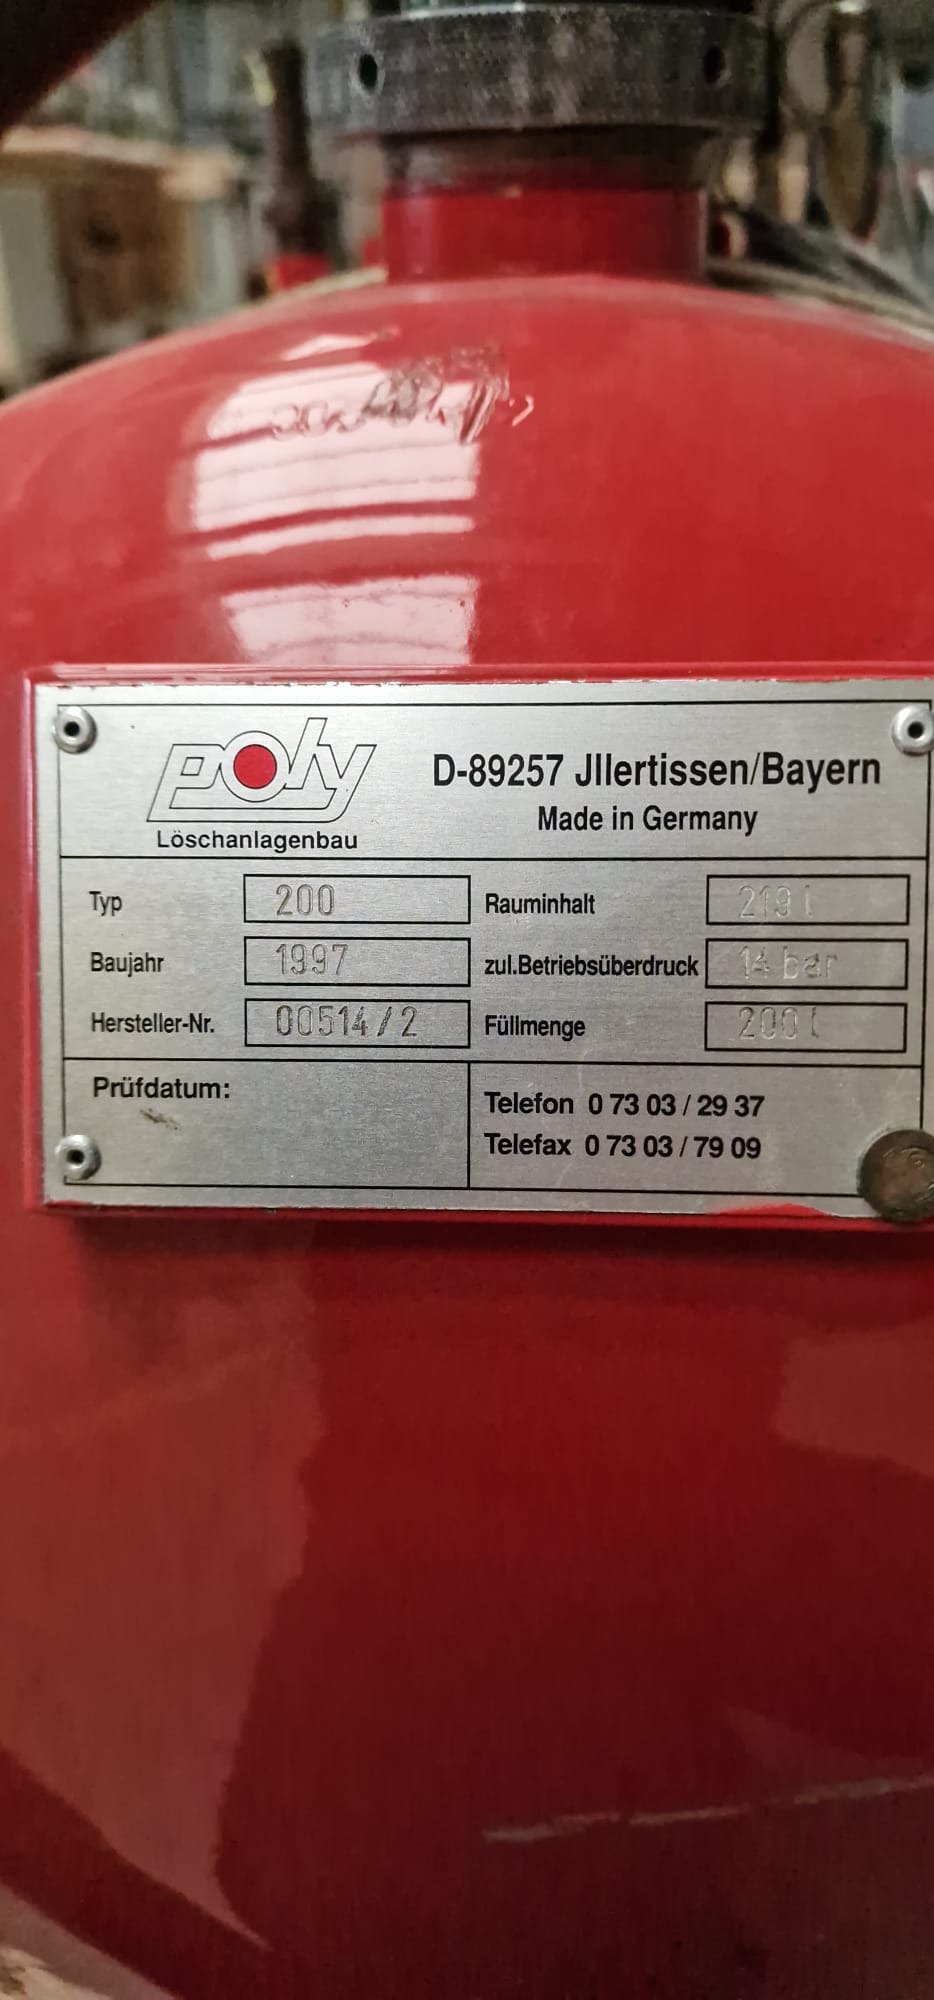 poly
Löschanlagenbau
D-89257 Jllertissen/Bayern
Made in Germany
Typ 200
Rauminhalt 219 l
Baujahr 1997
zul.Betriebsüberdruck 14 bar
Hersteller-Nr. 00514/2
Füllmenge 200 l
Prüfdatum:
Telefon 0 73 03 / 29 37
Telefax 0 73 03 / 79 09